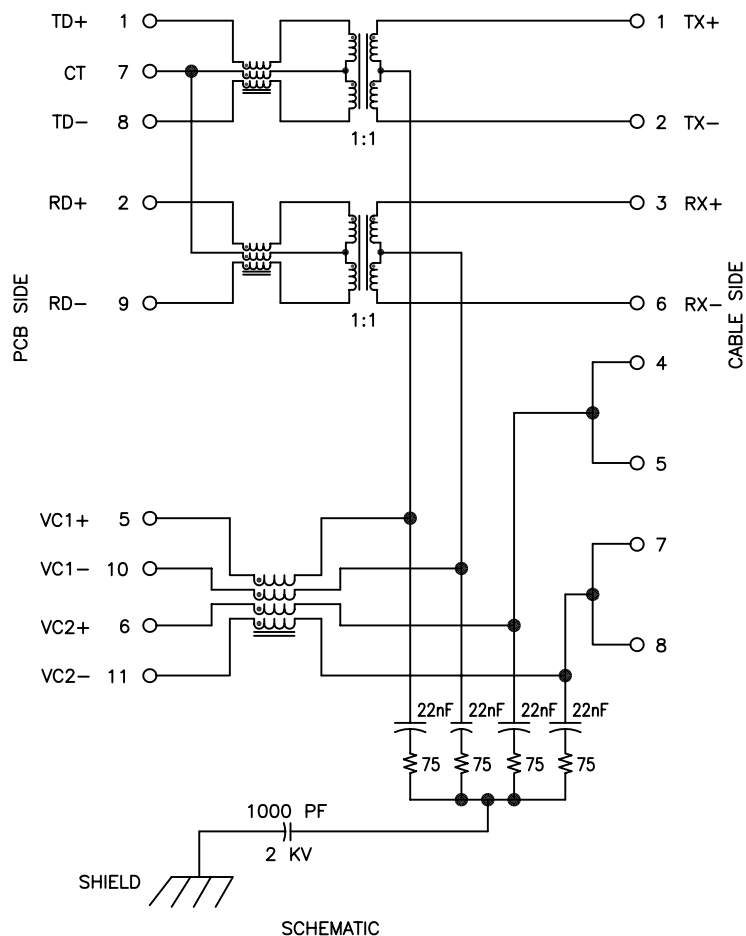 TD+ 1
1 TX+
CT 7
TD- 8
2 TX-
1:1
RD+ 2
3 RX+
RD- 9
6 RX-
1:1
PCB SIDE
CABLE SIDE
4
5
VC1+ 5
7
VC1- 10
VC2+ 6
8
VC2- 11
22nF 22nF 22nF 22nF
75 75 75 75
1000 PF
2 KV
SHIELD
SCHEMATIC